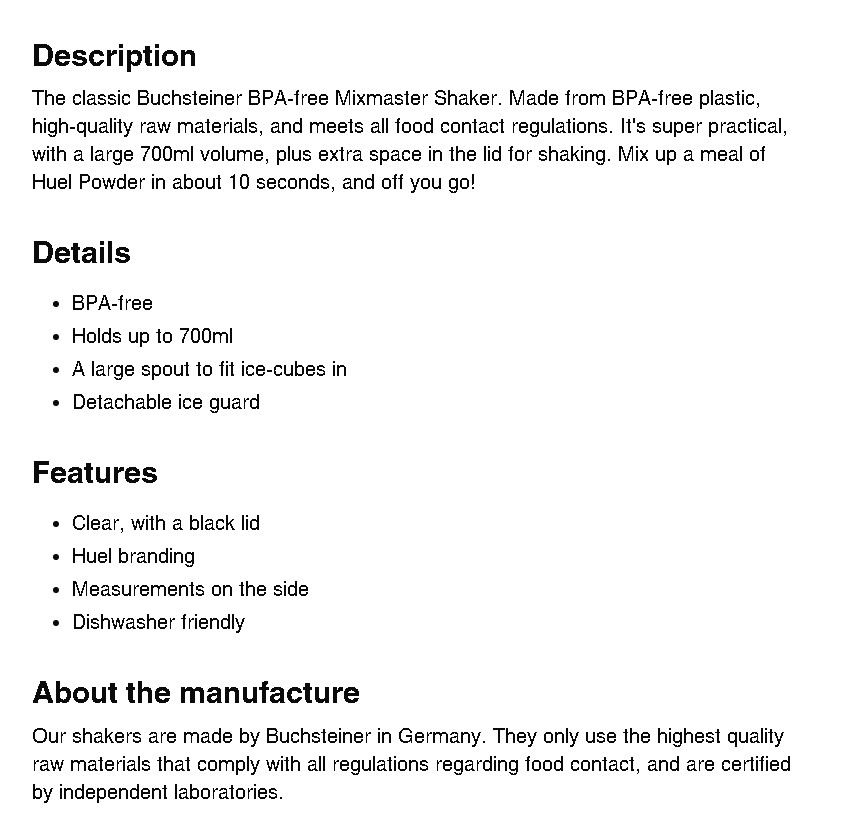 Description
The classic Buchsteiner BPA-free Mixmaster Shaker. Made from BPA-free plastic,
high-quality raw materials, and meets all food contact regulations. It's super practical,
with a large 700ml volume, plus extra space in the lid for shaking. Mix up a meal of
Huel Powder in about 10 seconds, and off you go!
Details
• BPA-free
• Holds up to 700ml
• A large spout to fit ice-cubes in
• Detachable ice guard
Features
• Clear, with a black lid
• Huel branding
• Measurements on the side
• Dishwasher friendly
About the manufacture
Our shakers are made by Buchsteiner in Germany. They only use the highest quality
raw materials that comply with all regulations regarding food contact, and are certified
by independent laboratories.